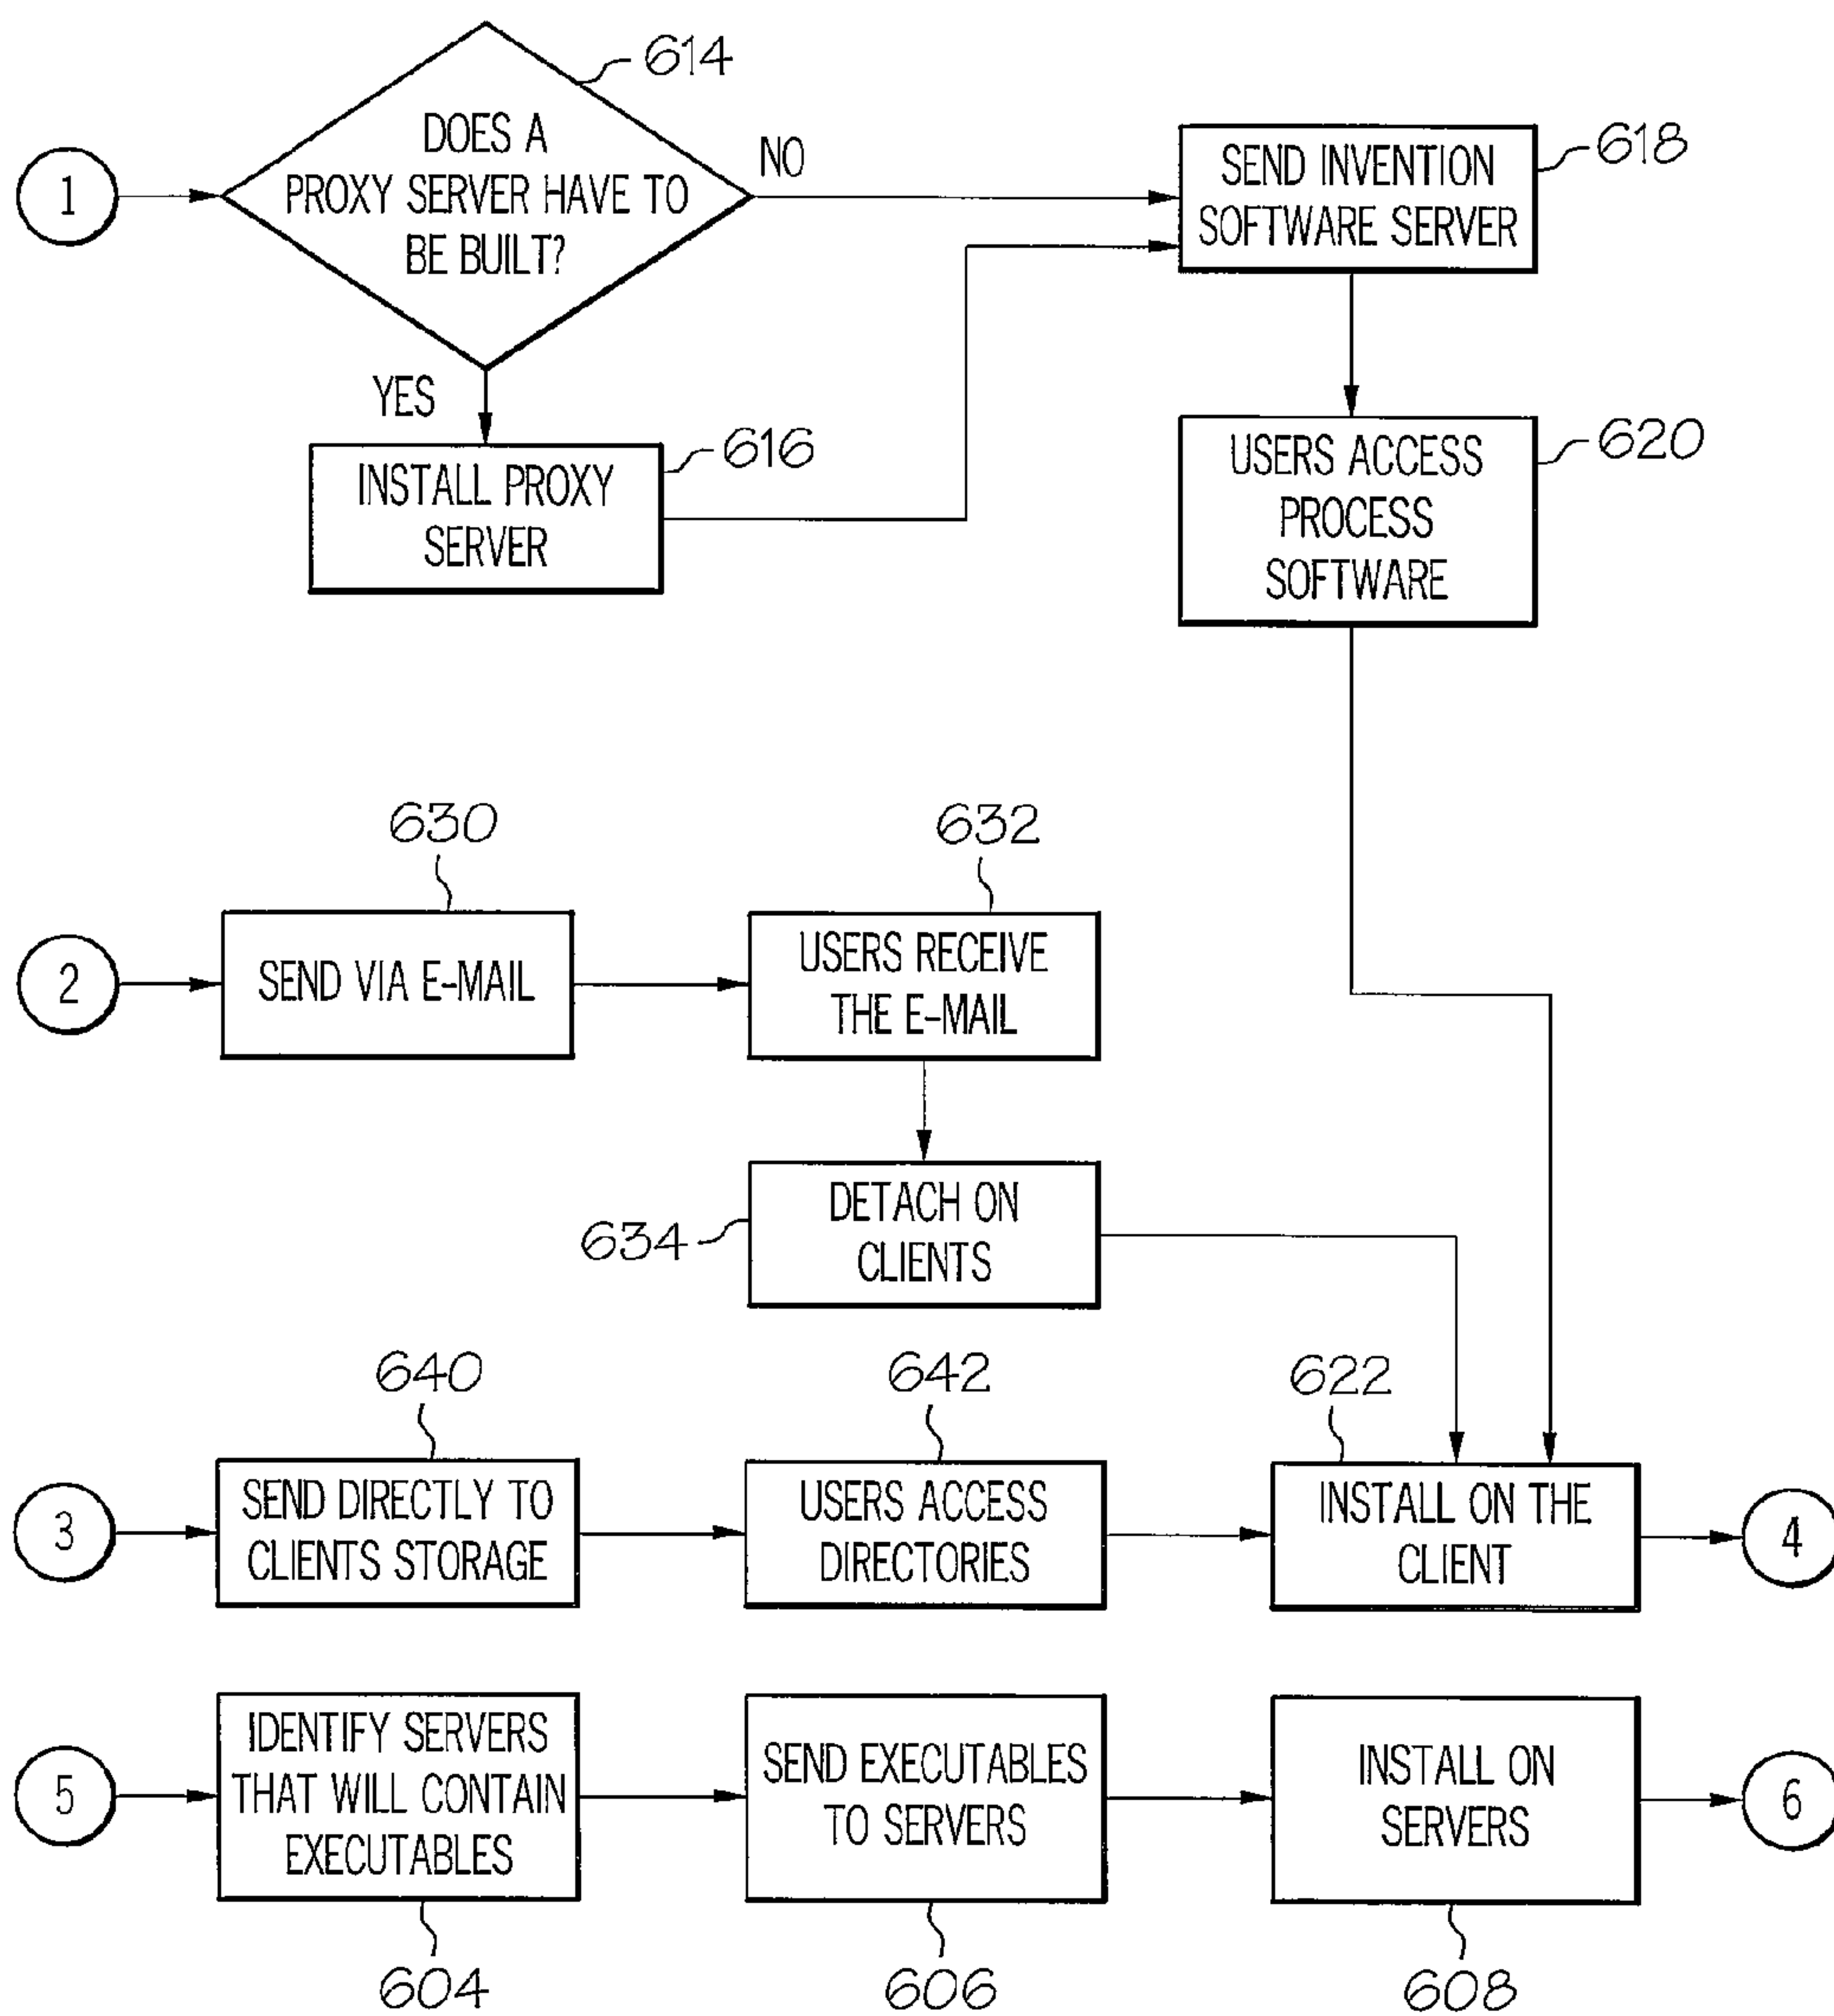 614
DOES A
PROXY SERVER HAVE TO
BE BUILT?
1
NO
YES
SEND INVENTION
SOFTWARE SERVER
618
616
INSTALL PROXY
SERVER
USERS ACCESS
PROCESS
SOFTWARE
620
630
632
2
SEND VIA E-MAIL
USERS RECEIVE
THE E-MAIL
634
DETACH ON
CLIENTS
640
642
622
3
SEND DIRECTLY TO
CLIENTS STORAGE
USERS ACCESS
DIRECTORIES
INSTALL ON THE
CLIENT
4
5
IDENTIFY SERVERS
THAT WILL CONTAIN
EXECUTABLES
SEND EXECUTABLES
TO SERVERS
INSTALL ON
SERVERS
6
604
606
608